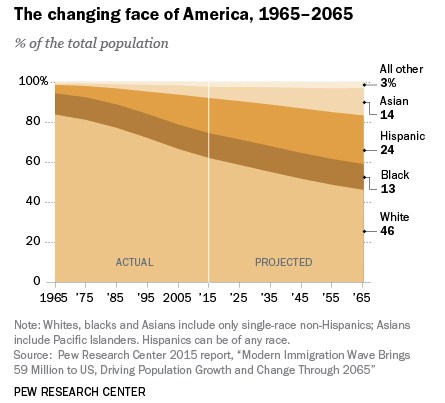 The changing face of America, 1965–2065
% of the total population
100%
80
60
40
20
0
All other
3%
Asian
14
Hispanic
24
Black
13
White
46
ACTUAL
PROJECTED
1965 '75 '85 '95 2005 '15 '25 '35 '45 '55 '65
Note: Whites, blacks and Asians include only single-race non-Hispanics; Asians
include Pacific Islanders. Hispanics can be of any race.
Source: Pew Research Center 2015 report, “Modern Immigration Wave Brings
59 Million to US, Driving Population Growth and Change Through 2065”
PEW RESEARCH CENTER